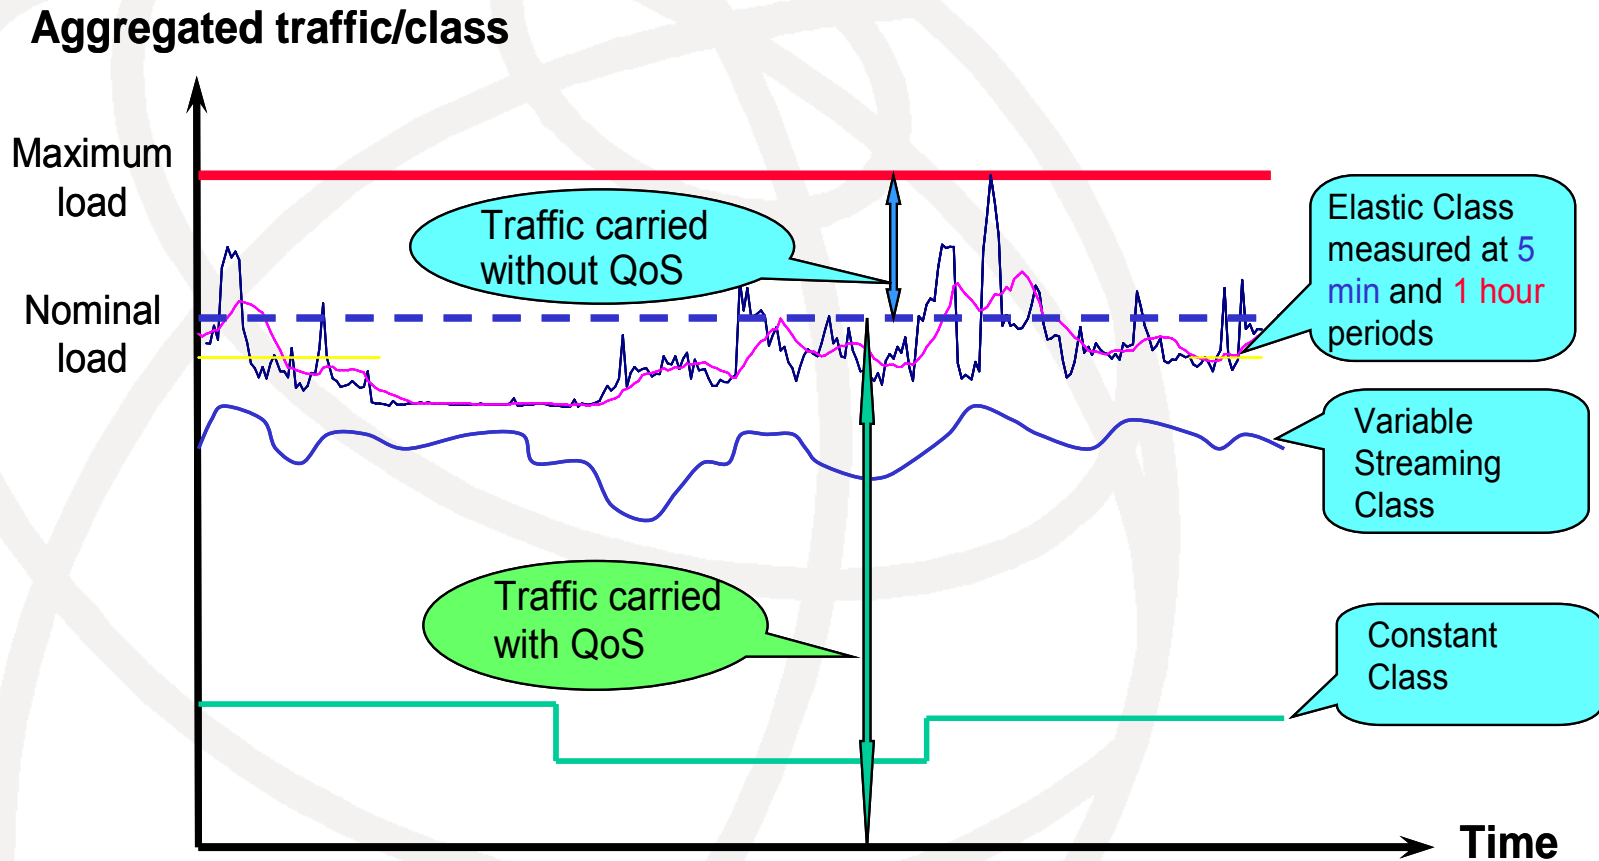 Aggregated traffic/class
Maximum
load
Traffic carried
without QoS
Elastic Class
measured at 5
min and 1 hour
periods
Nominal
load
Variable
Streaming
Class
Traffic carried
with QoS
Constant
Class
Time